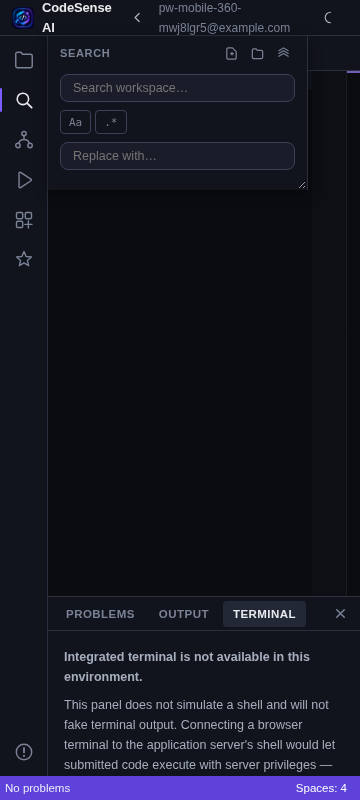 CodeSense
AI
pw-mobile-360-
mwj8lgr5@example.com
SEARCH
Search workspace…
Aa
.*
Replace with…
PROBLEMS OUTPUT TERMINAL
Integrated terminal is not available in this
environment.
This panel does not simulate a shell and will not
fake terminal output. Connecting a browser
terminal to the application server's shell would let
submitted code execute with server privileges —
No problems
Spaces: 4